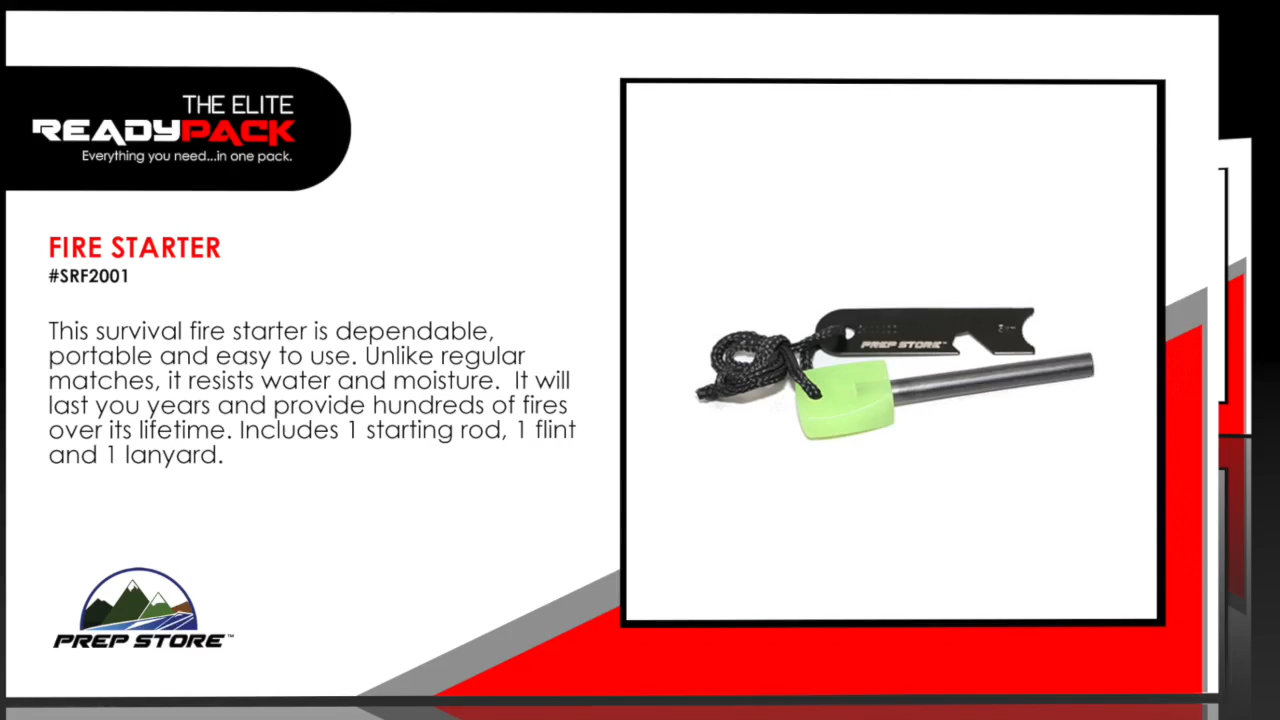 THE ELITE
READYPACK
Everything you need...in one pack.
FIRE STARTER
#SRF2001
This survival fire starter is dependable,
portable and easy to use. Unlike regular
matches, it resists water and moisture.  It will
last you years and provide hundreds of fires
over its lifetime. Includes 1 starting rod, 1 flint
and 1 lanyard.
PREP STORE™
PREP STORE™